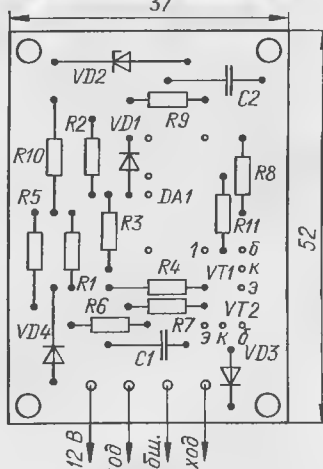 37
VD2
C2
R9
R2
VD1
R10
DA1
R8
R5
R11
R3
R1
1
б
к
VT1
э
R4
R6
R7
VT2
э к б
VD4
C1
VD3
52
12 В
од
бщ.
ход